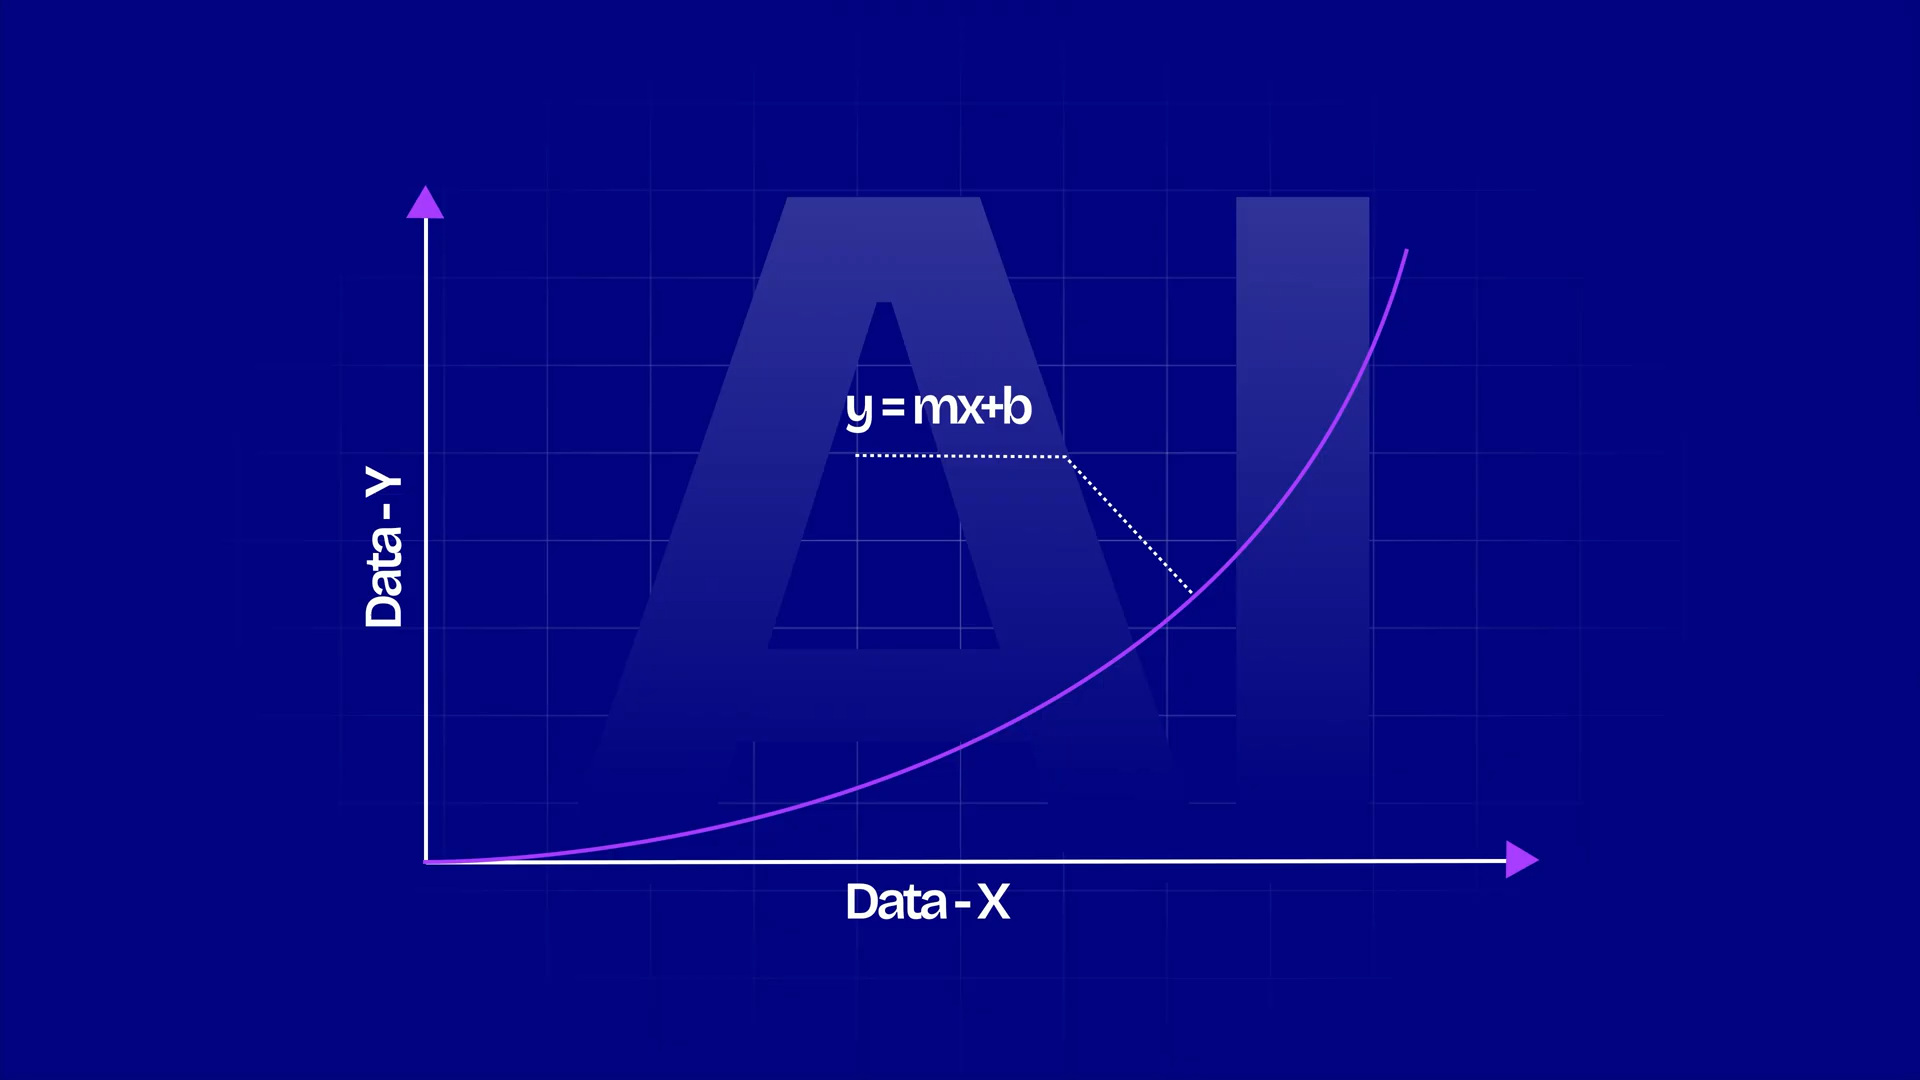 AI
y = mx+b
Data - Y
Data - X